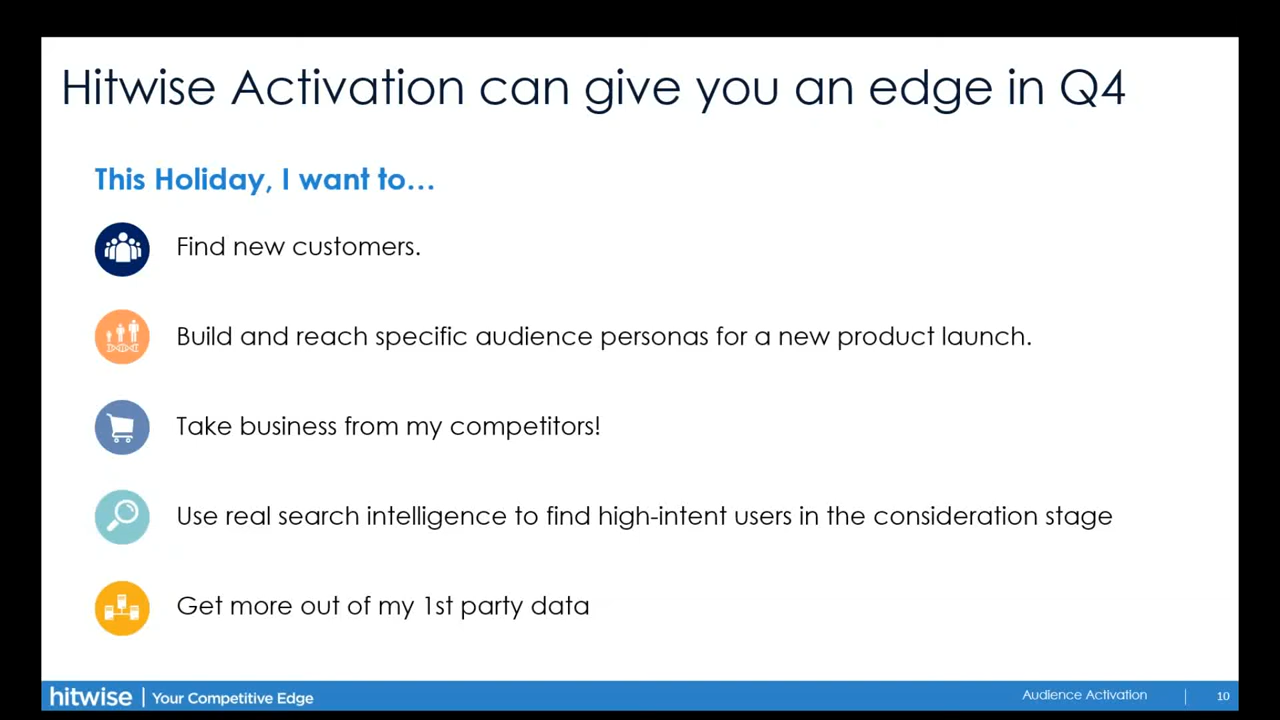 Hitwise Activation can give you an edge in Q4
This Holiday, I want to...
Find new customers.
Build and reach specific audience personas for a new product launch.
Take business from my competitors!
Use real search intelligence to find high-intent users in the consideration stage
Get more out of my 1st party data
hitwise | Your Competitive Edge
Audience Activation | 10